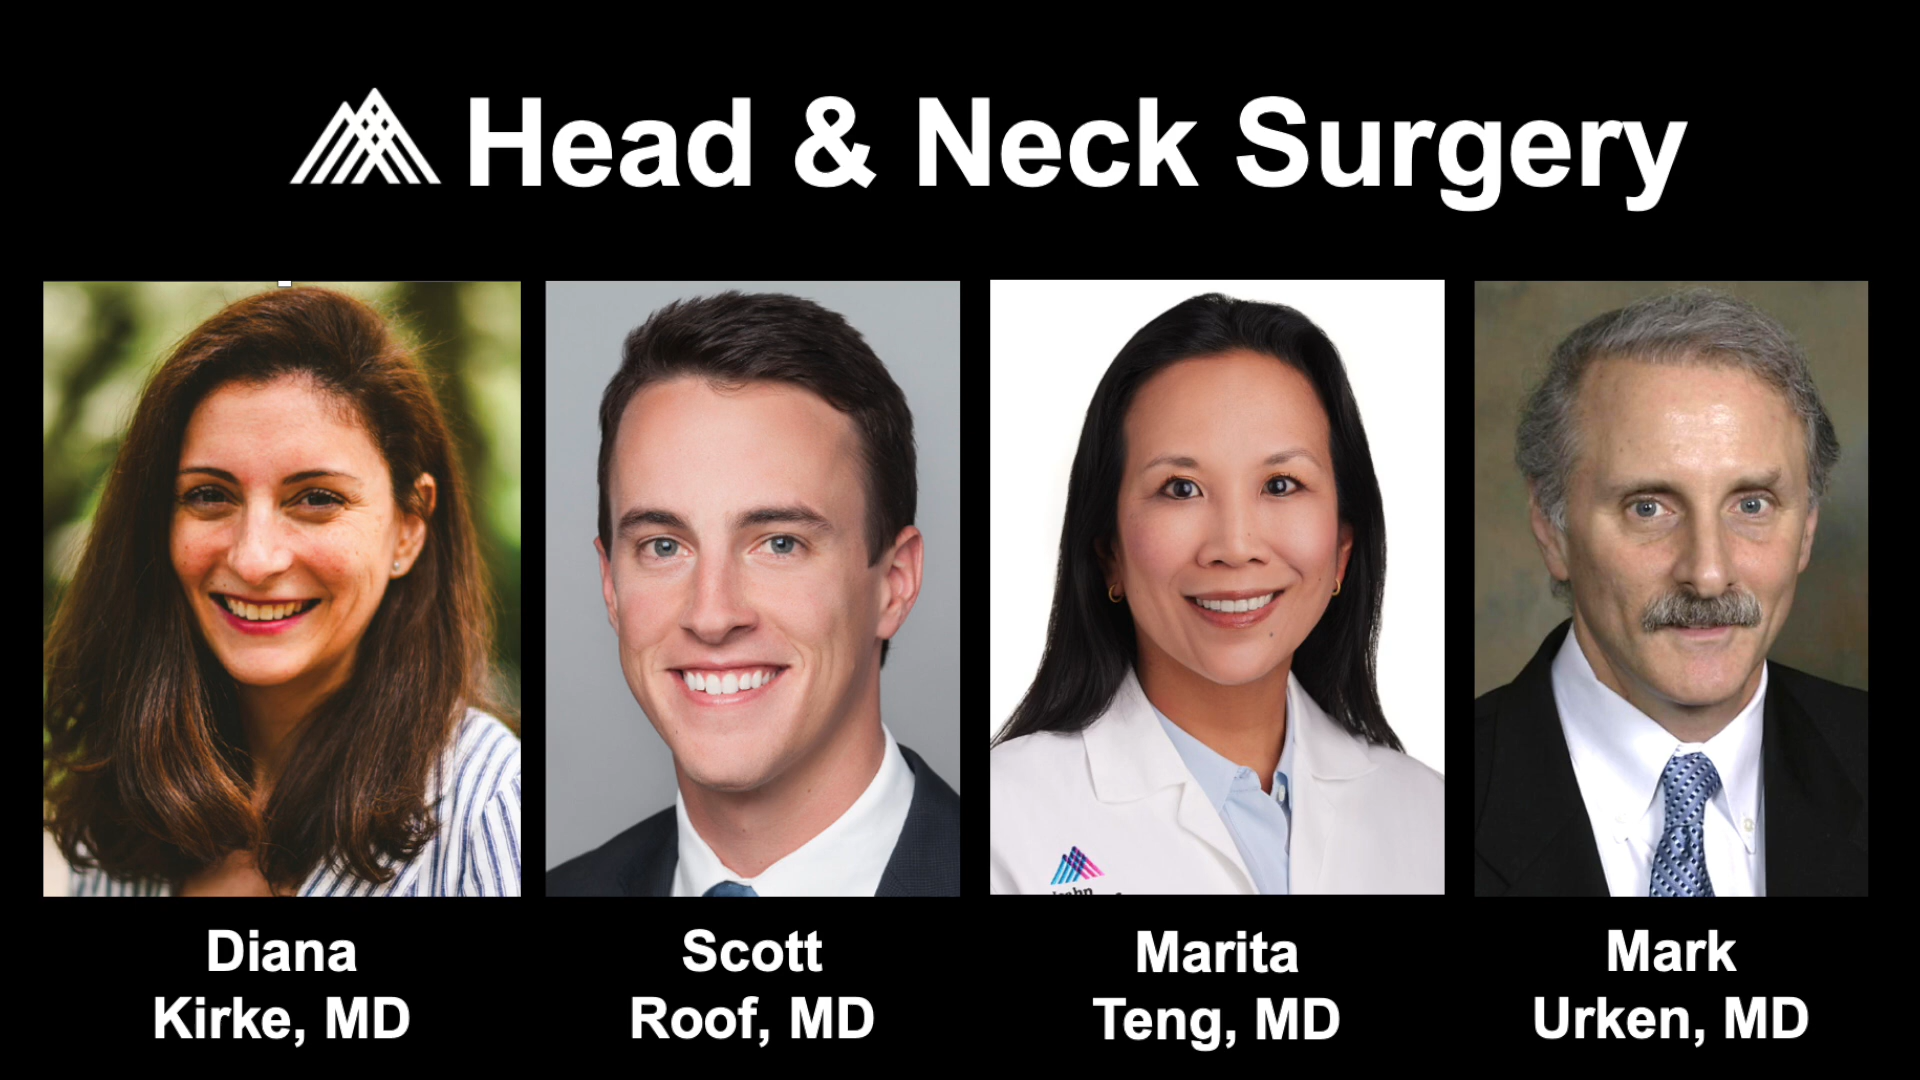 Head & Neck Surgery
Diana
Kirke, MD
Scott
Roof, MD
Marita
Teng, MD
Mark
Urken, MD